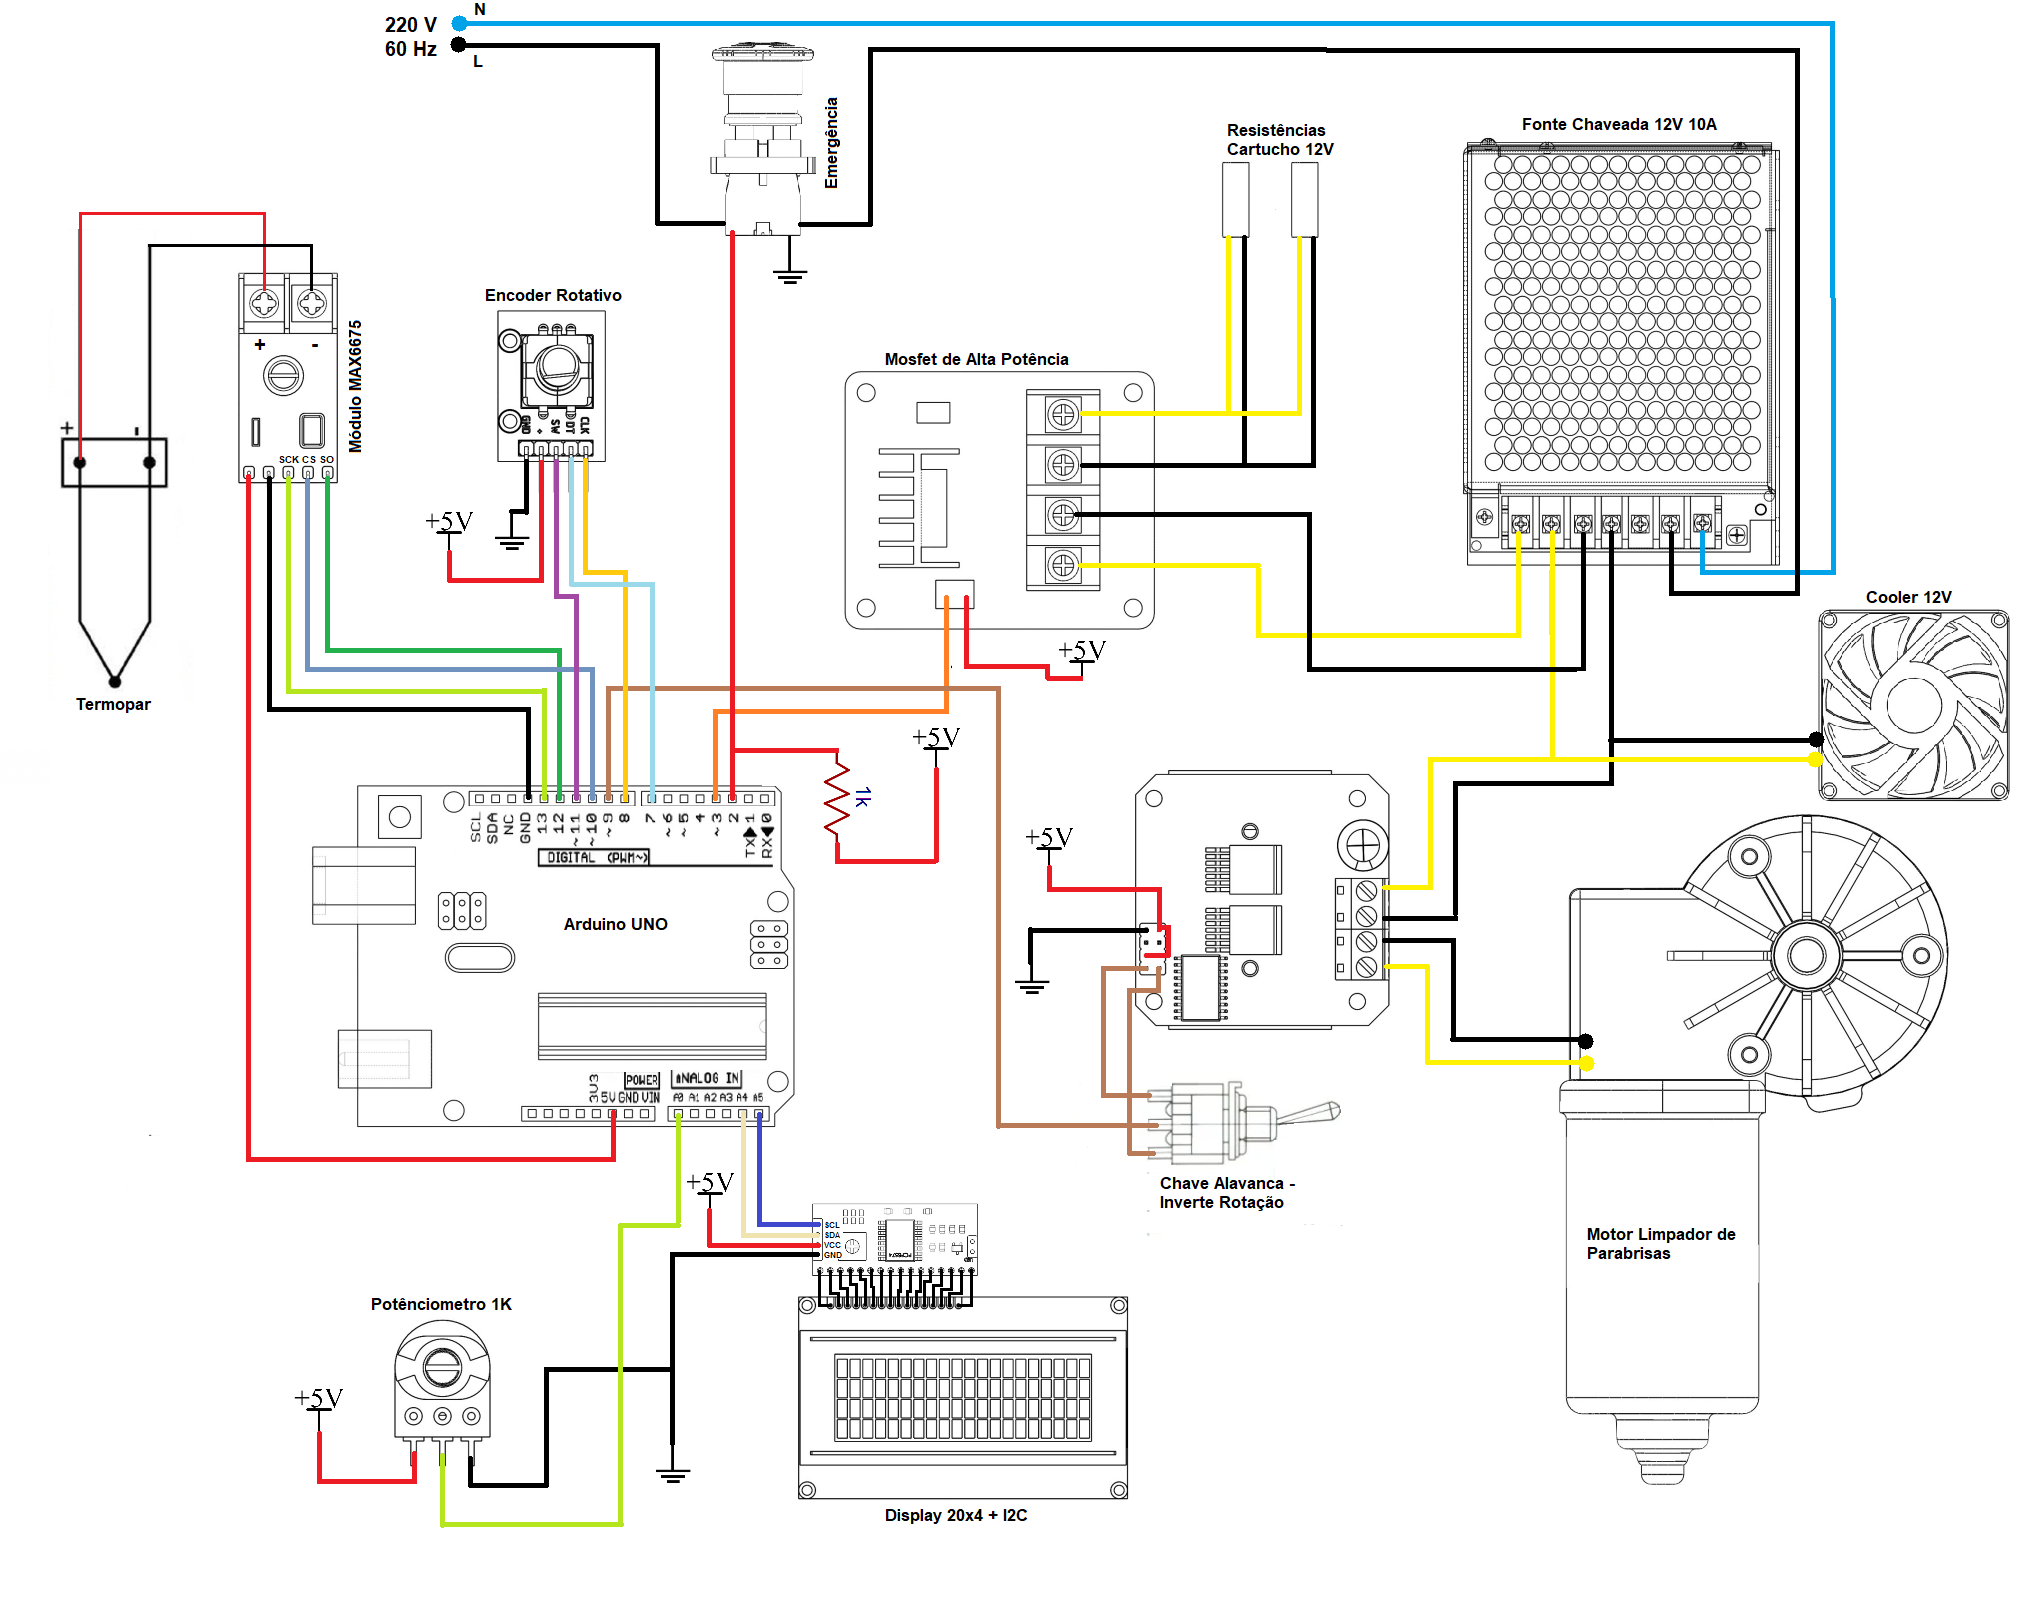 220 V
60 Hz
N
L
Emergência
Resistências
Cartucho 12V
Fonte Chaveada 12V 10A
Módulo MAX6675
+
-
SCK CS SO
+
-
Termopar
Encoder Rotativo
GND
+
SW
DT
CLK
+5V
Mosfet de Alta Potência
+5V
Cooler 12V
+5V
1k
SCL
SDA
NC
GND
13
12
~11
~10
~9
8
7
~6
~5
4
~3
2
TX 1
RX 0
DIGITAL (PWM~)
Arduino UNO
3V3
5V
GND
VIN
POWER
ANALOG IN
A0 A1 A2 A3 A4 A5
+5V
Chave Alavanca -
Inverte Rotação
Motor Limpador de
Parabrisas
+5V
SCL
SDA
VCC
GND
Potênciometro 1K
+5V
Display 20x4 + I2C